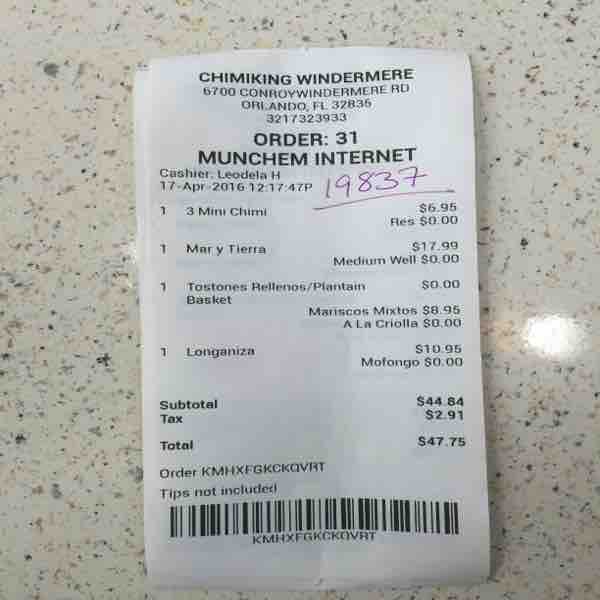 CHIMIKING WINDERMERE
6700 CONROYWINDERMERE RD
ORLANDO, FL 32835
3217323933
ORDER: 31
MUNCHEM INTERNET
Cashier: Leodela H
17-Apr-2016 12:17:47P 19837
1 3 Mini Chimi $6.95
Res $0.00
1 Mar y Tierra $17.99
Medium Well $0.00
1 Tostones Rellenos/Plantain $0.00
Basket
Mariscos Mixtos $8.95
A La Criolla $0.00
1 Longaniza $10.95
Mofongo $0.00
Subtotal $44.84
Tax $2.91
Total $47.75
Order KMHXFGKCKQVRT
Tips not included
KMHXFGKCKQVRT